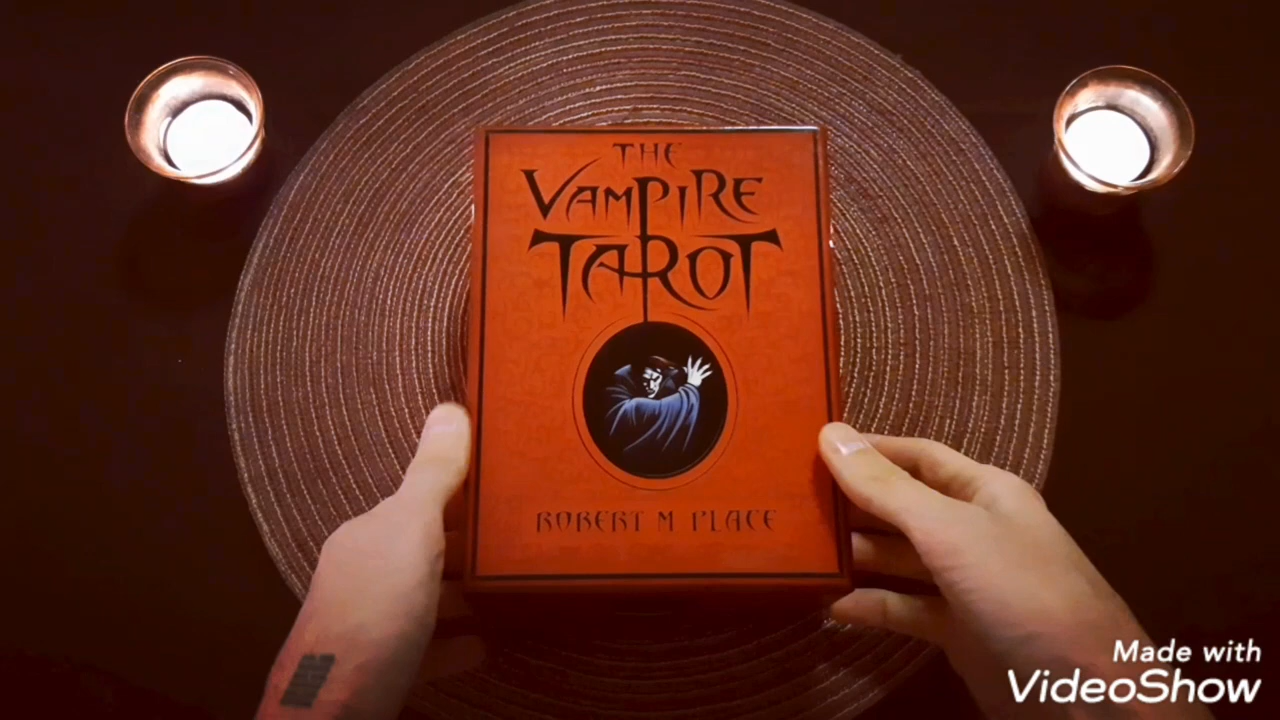 THE
VAMPIRE
TAROT
ROBERT M PLACE
Made with
VideoShow